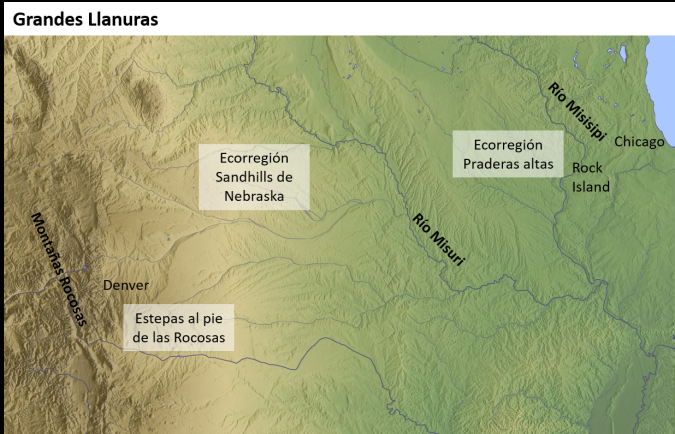 Grandes Llanuras
Río Misisipi
Chicago
Ecorregión
Praderas altas
Rock
Island
Ecorregión
Sandhills de
Nebraska
Río Misuri
Montañas Rocosas
Denver
Estepas al pie
de las Rocosas